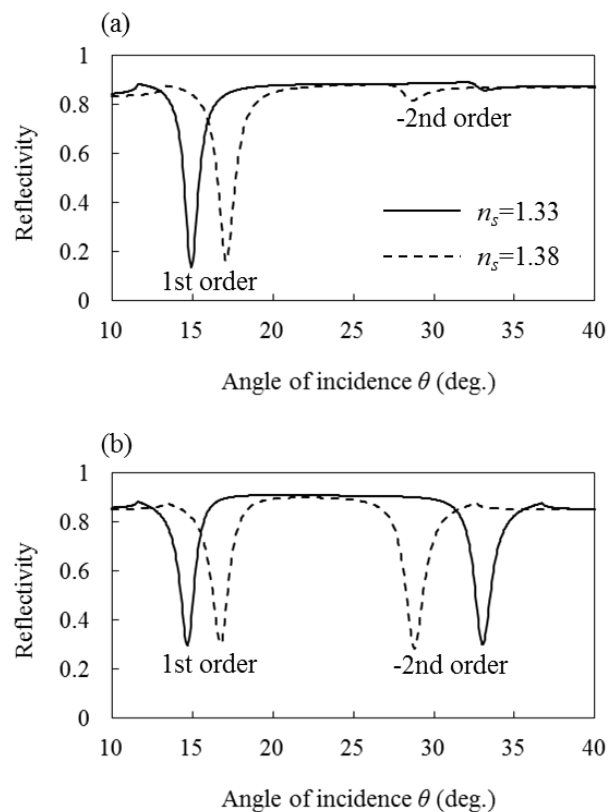 (a)
1
0.8
0.6
0.4
0.2
0
Reflectivity
-2nd order
nₛ=1.33
nₛ=1.38
1st order
10 15 20 25 30 35 40
Angle of incidence θ (deg.)
(b)
1
0.8
0.6
0.4
0.2
0
Reflectivity
1st order -2nd order
10 15 20 25 30 35 40
Angle of incidence θ (deg.)